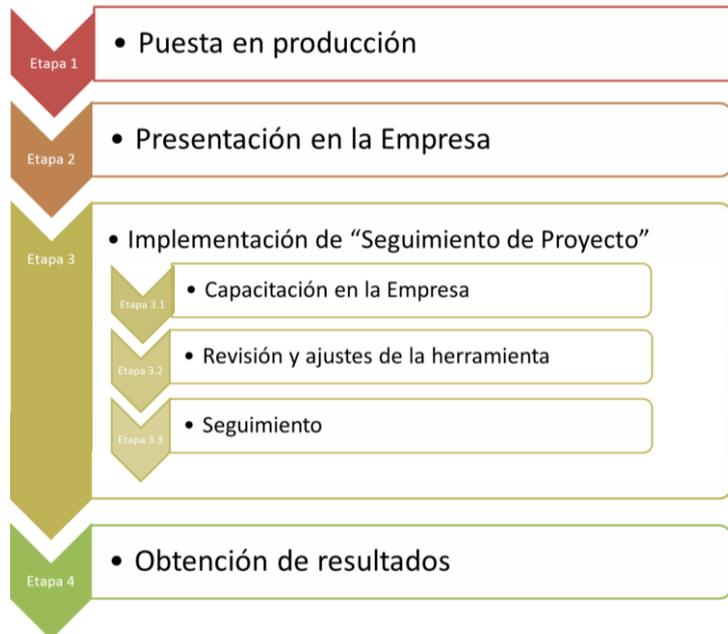 Etapa 1
• Puesta en producción
Etapa 2
• Presentación en la Empresa
Etapa 3
• Implementación de “Seguimiento de Proyecto”
Etapa 3.1
• Capacitación en la Empresa
Etapa 3.2
• Revisión y ajustes de la herramienta
Etapa 3.3
• Seguimiento
Etapa 4
• Obtención de resultados